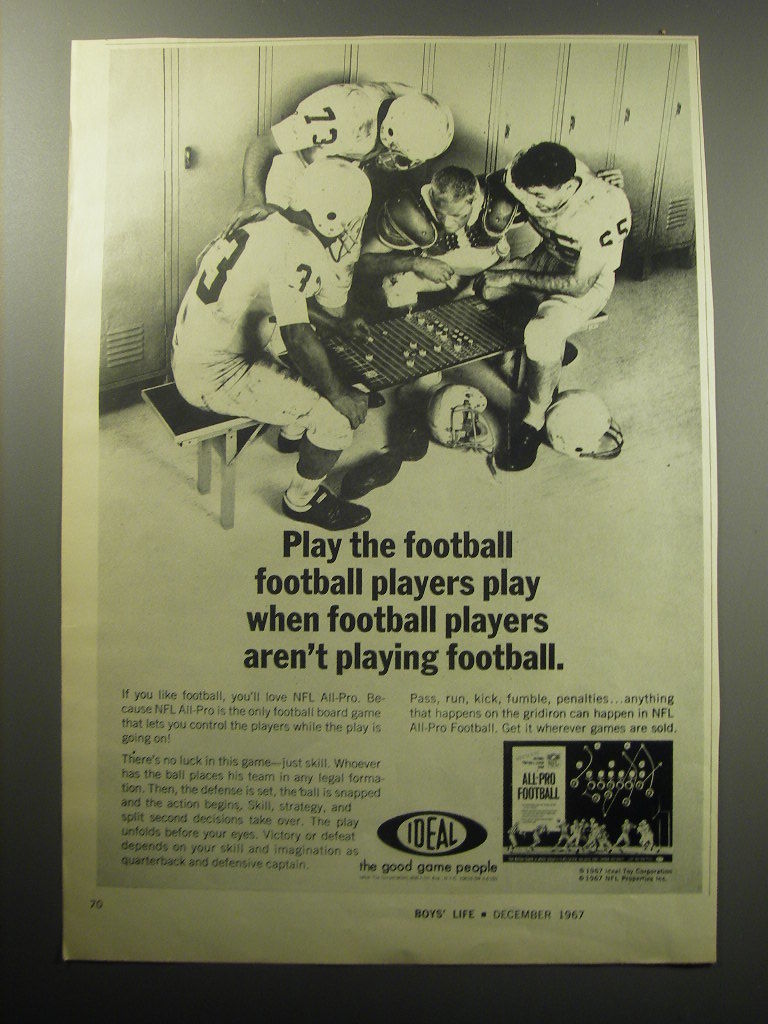 73
3
3
55
Play the football
football players play
when football players
aren't playing football.
If you like football, you'll love NFL All-Pro. Be-
cause NFL All-Pro is the only football board game
that lets you control the players while the play is
going on!
There's no luck in this game—just skill. Whoever
has the ball places his team in any legal forma-
tion. Then, the defense is set, the ball is snapped
and the action begins. Skill, strategy, and
split second decisions take over. The play
unfolds before your eyes. Victory or defeat
depends on your skill and imagination as
quarterback and defensive captain.
Pass, run, kick, fumble, penalties...anything
that happens on the gridiron can happen in NFL
All-Pro Football. Get it wherever games are sold.
IDEAL
the good game people
ALL-PRO
FOOTBALL
© 1967 Ideal Toy Corporation
© 1967 NFL Properties Inc.
70
BOYS' LIFE ■ DECEMBER 1967